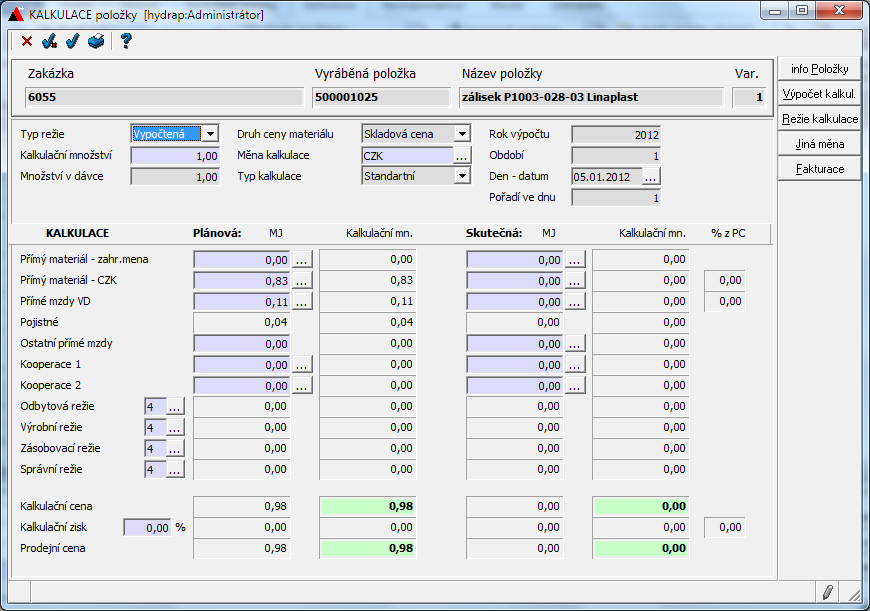 KALKULACE položky [hydrap:Administrátor]
Zakázka Vyráběná položka Název položky Var.
6055 500001025 zálisek P1003-028-03 Linaplast 1
info Položky
Výpočet kalkul.
Režie kalkulace
Jiná měna
Fakturace
Typ režie Vypočtená Druh ceny materiálu Skladová cena Rok výpočtu 2012
Kalkulační množství 1,00 Měna kalkulace CZK ... Období 1
Množství v dávce 1,00 Typ kalkulace Standartní Den - datum 05.01.2012 ...
Pořadí ve dnu 1
KALKULACE Plánová: MJ Kalkulační mn. Skutečná: MJ Kalkulační mn. % z PC
Přímý materiál - zahr.mena 0,00 ... 0,00 0,00 ... 0,00
Přímý materiál - CZK 0,83 ... 0,83 0,00 ... 0,00 0,00
Přímé mzdy VD 0,11 ... 0,11 0,00 ... 0,00 0,00
Pojistné 0,04 0,04 0,00 0,00
Ostatní přímé mzdy 0,00 0,00 0,00 ... 0,00
Kooperace 1 0,00 ... 0,00 0,00 ... 0,00
Kooperace 2 0,00 ... 0,00 0,00 ... 0,00
Odbytová režie 4 ... 0,00 0,00 0,00 0,00
Výrobní režie 4 ... 0,00 0,00 0,00 0,00
Zásobovací režie 4 ... 0,00 0,00 0,00 0,00
Správní režie 4 ... 0,00 0,00 0,00 0,00
Kalkulační cena 0,98 0,98 0,00 0,00
Kalkulační zisk 0,00 % 0,00 0,00 0,00 0,00 0,00
Prodejní cena 0,98 0,98 0,00 0,00